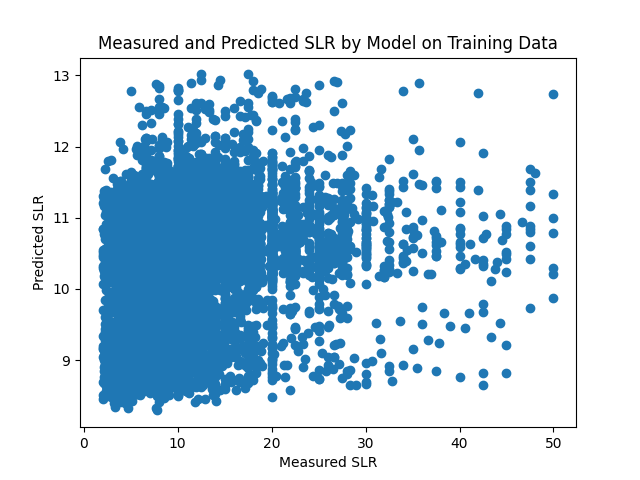 Measured and Predicted SLR by Model on Training Data
13
12
11
10
9
Predicted SLR
0 10 20 30 40 50
Measured SLR